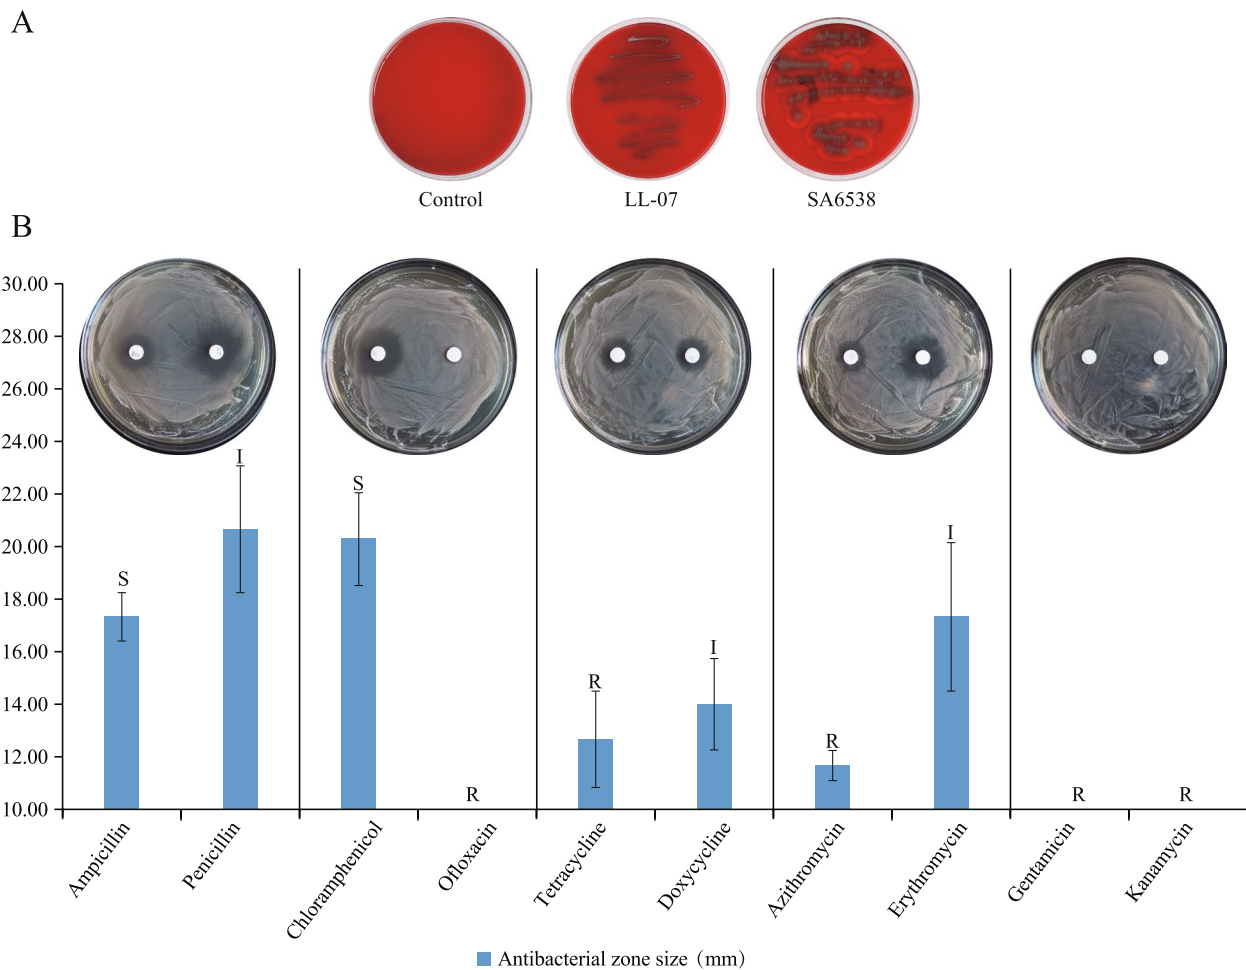 A
Control
LL-07
SA6538
B
30.00
28.00
26.00
24.00
22.00
20.00
18.00
16.00
14.00
12.00
10.00
S
I
S
R
R
I
R
I
R
R
Ampicillin
Penicillin
Chloramphenicol
Ofloxacin
Tetracycline
Doxycycline
Azithromycin
Erythromycin
Gentamicin
Kanamycin
Antibacterial zone size（mm）